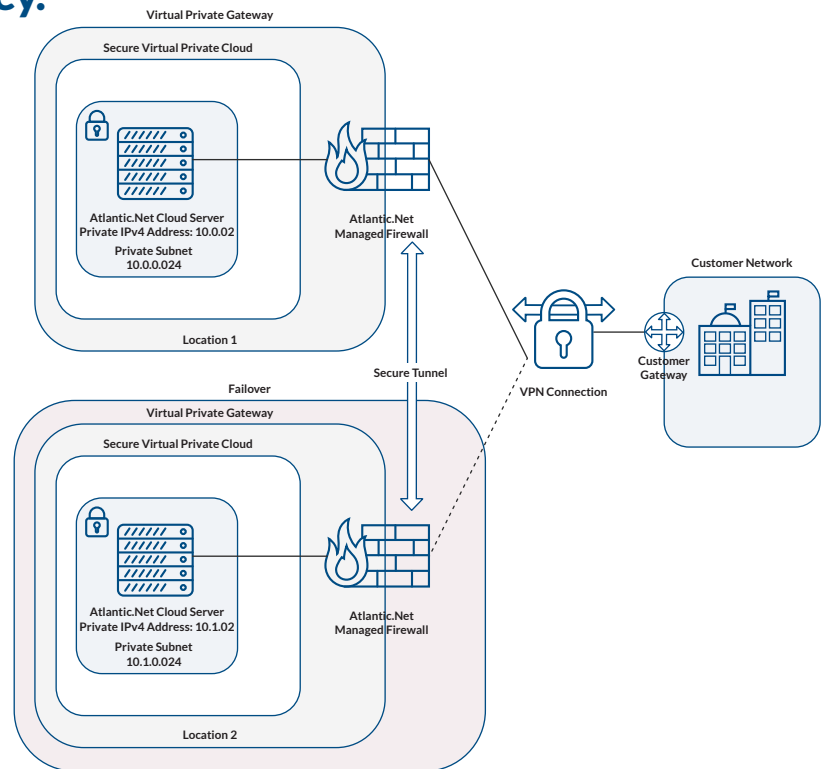 cy.
Virtual Private Gateway
Secure Virtual Private Cloud
Atlantic.Net Cloud Server
Private IPv4 Address: 10.0.02
Private Subnet
10.0.0.024
Location 1
Atlantic.Net
Managed Firewall
Secure Tunnel
VPN Connection
Customer Network
Customer
Gateway
Failover
Virtual Private Gateway
Secure Virtual Private Cloud
Atlantic.Net Cloud Server
Private IPv4 Address: 10.1.02
Private Subnet
10.1.0.024
Location 2
Atlantic.Net
Managed Firewall